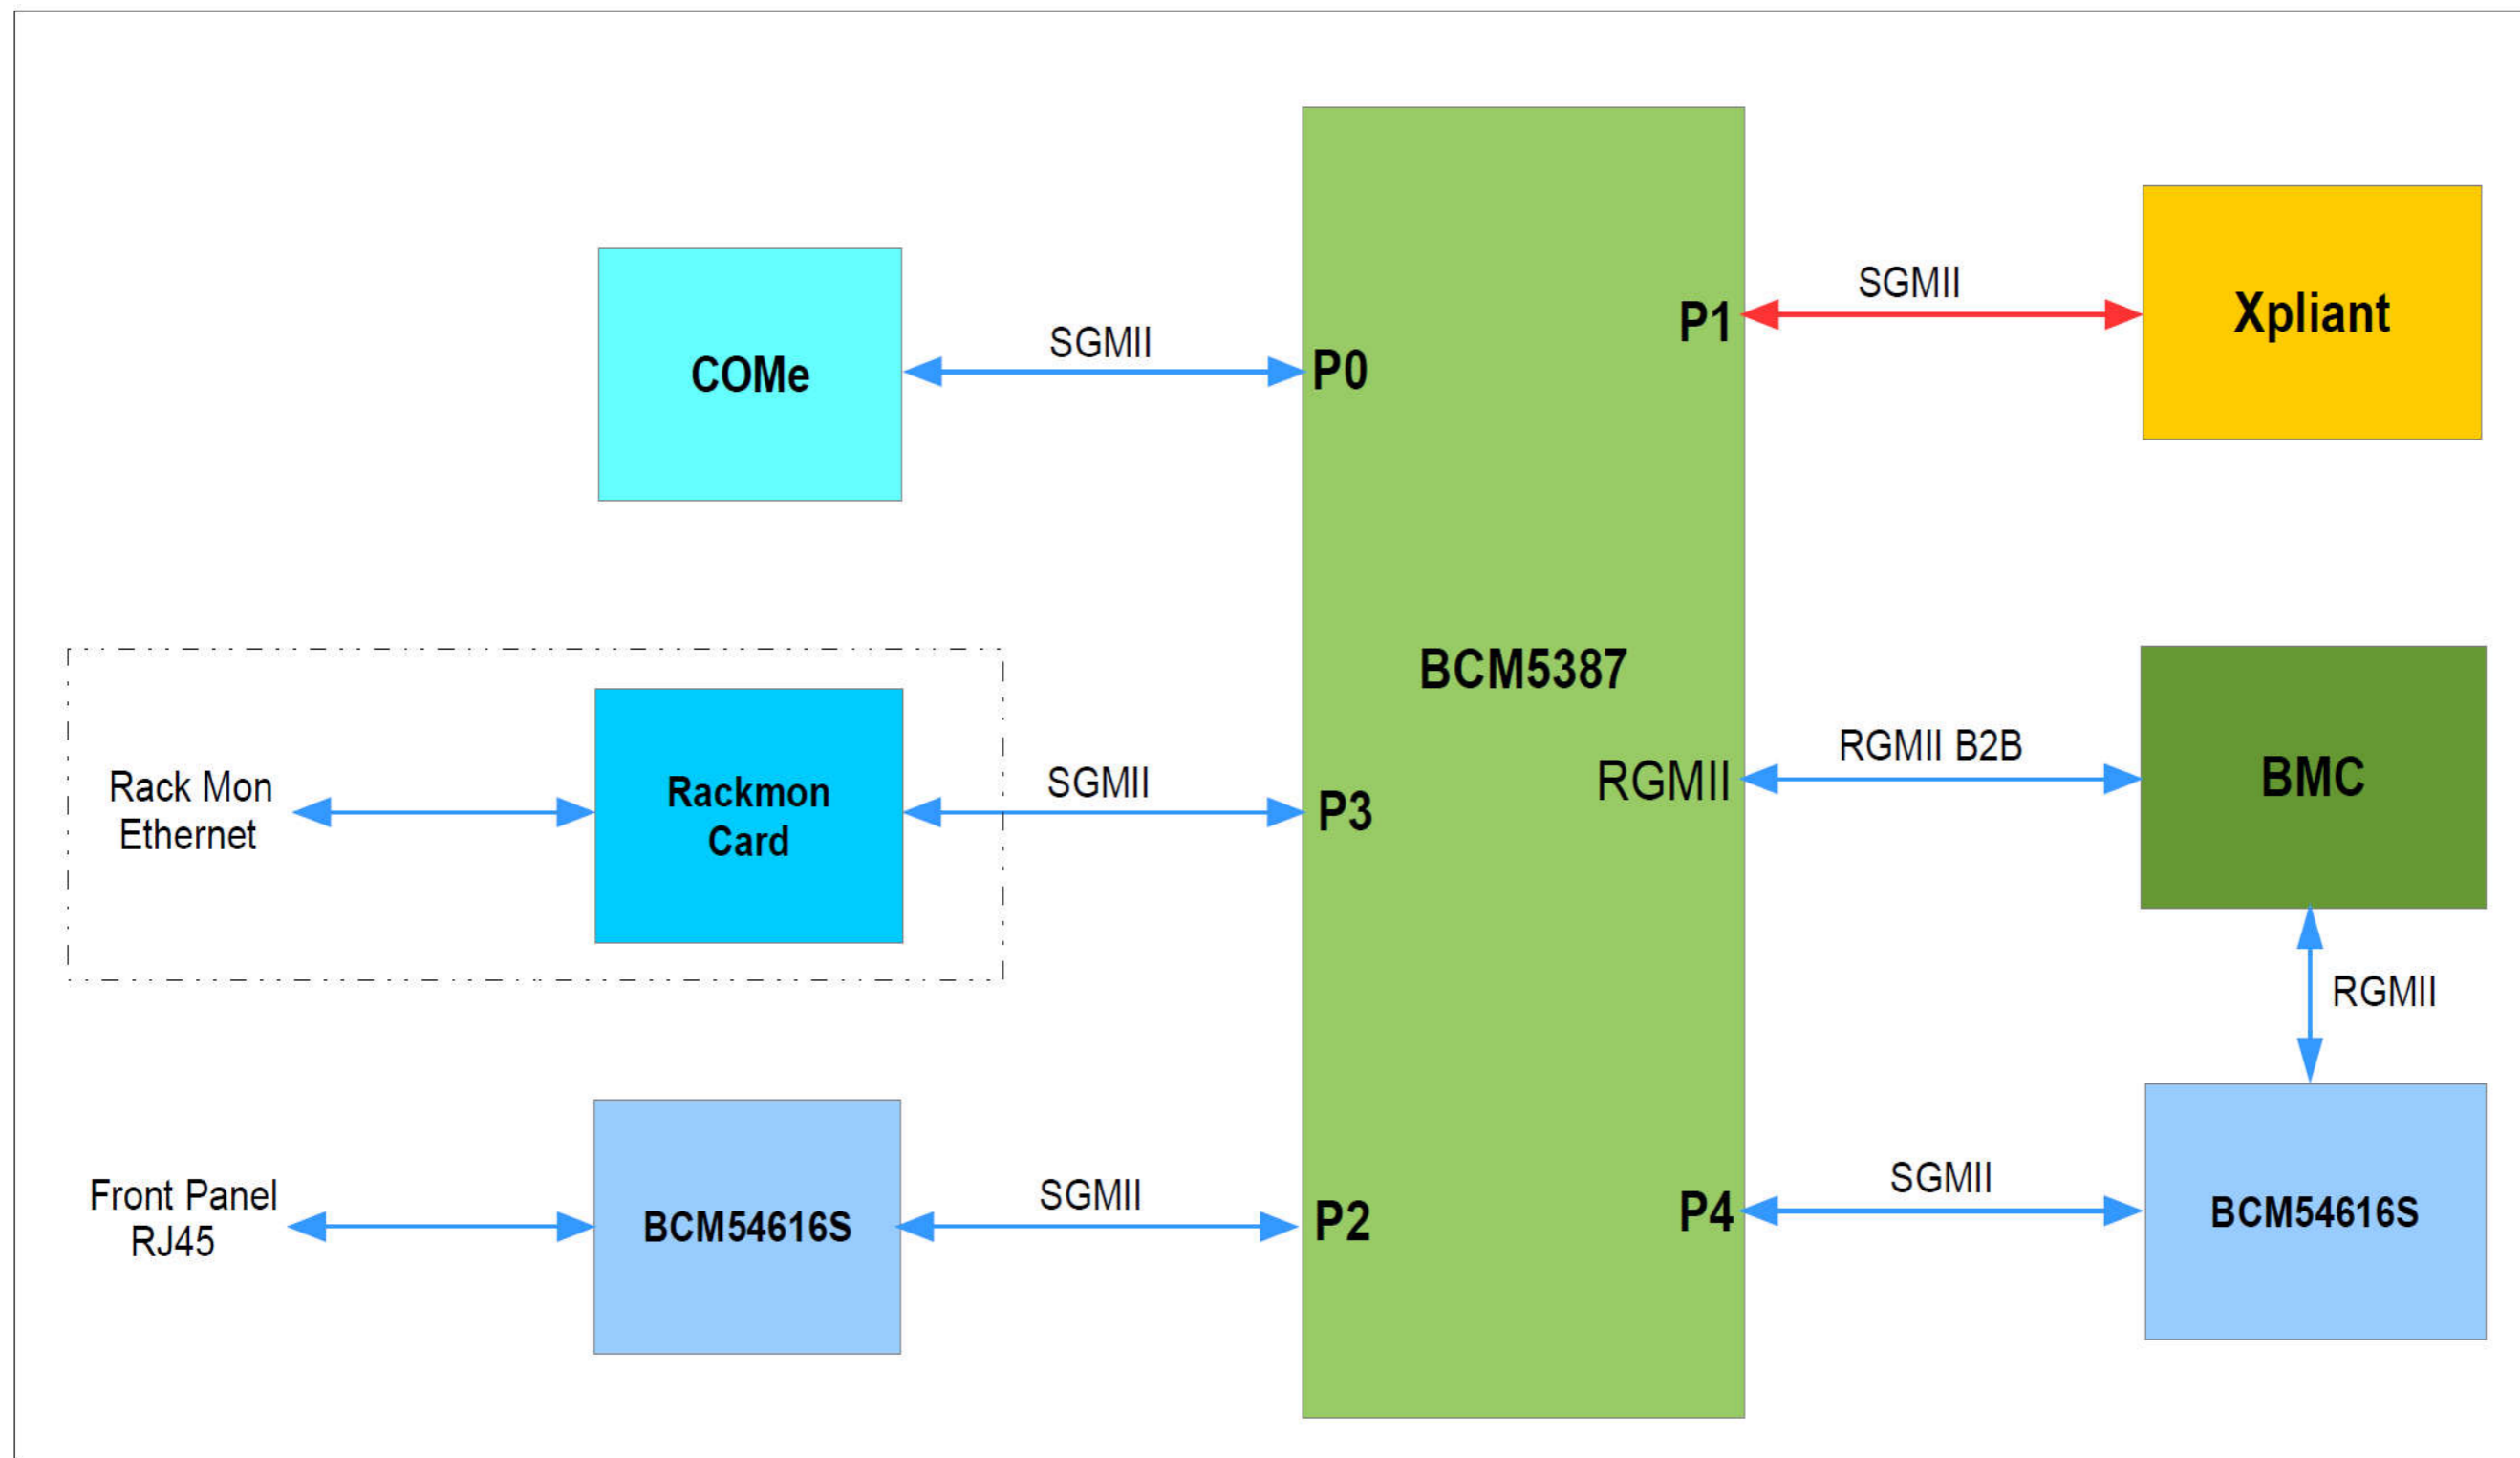 SGMII
P1
Xpliant
COMe
SGMII
P0
BCM5387
Rack Mon
Ethernet
Rackmon
Card
SGMII
P3
RGMII
RGMII B2B
BMC
RGMII
Front Panel
RJ45
BCM54616S
SGMII
P2
P4
SGMII
BCM54616S